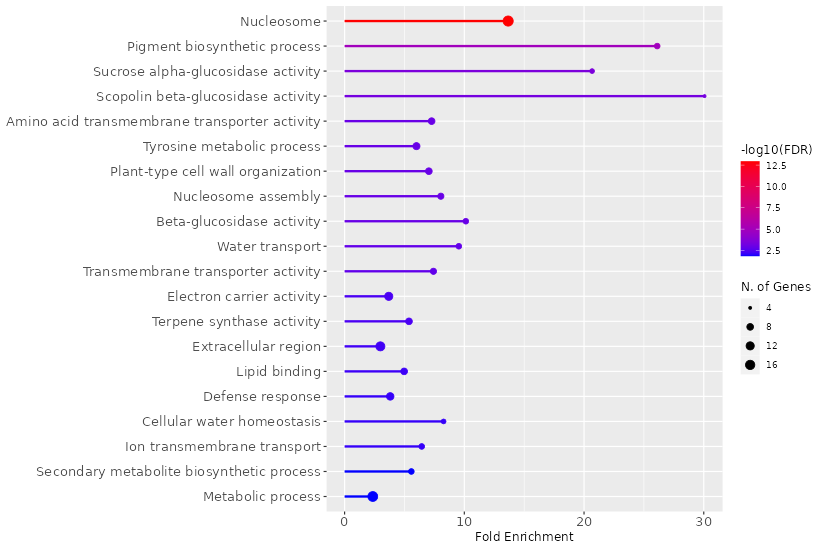 Nucleosome
Pigment biosynthetic process
Sucrose alpha-glucosidase activity
Scopolin beta-glucosidase activity
Amino acid transmembrane transporter activity
Tyrosine metabolic process
Plant-type cell wall organization
Nucleosome assembly
Beta-glucosidase activity
Water transport
Transmembrane transporter activity
Electron carrier activity
Terpene synthase activity
Extracellular region
Lipid binding
Defense response
Cellular water homeostasis
Ion transmembrane transport
Secondary metabolite biosynthetic process
Metabolic process
0 10 20 30
Fold Enrichment
-log10(FDR)
12.5
10.0
7.5
5.0
2.5
N. of Genes
4
8
12
16